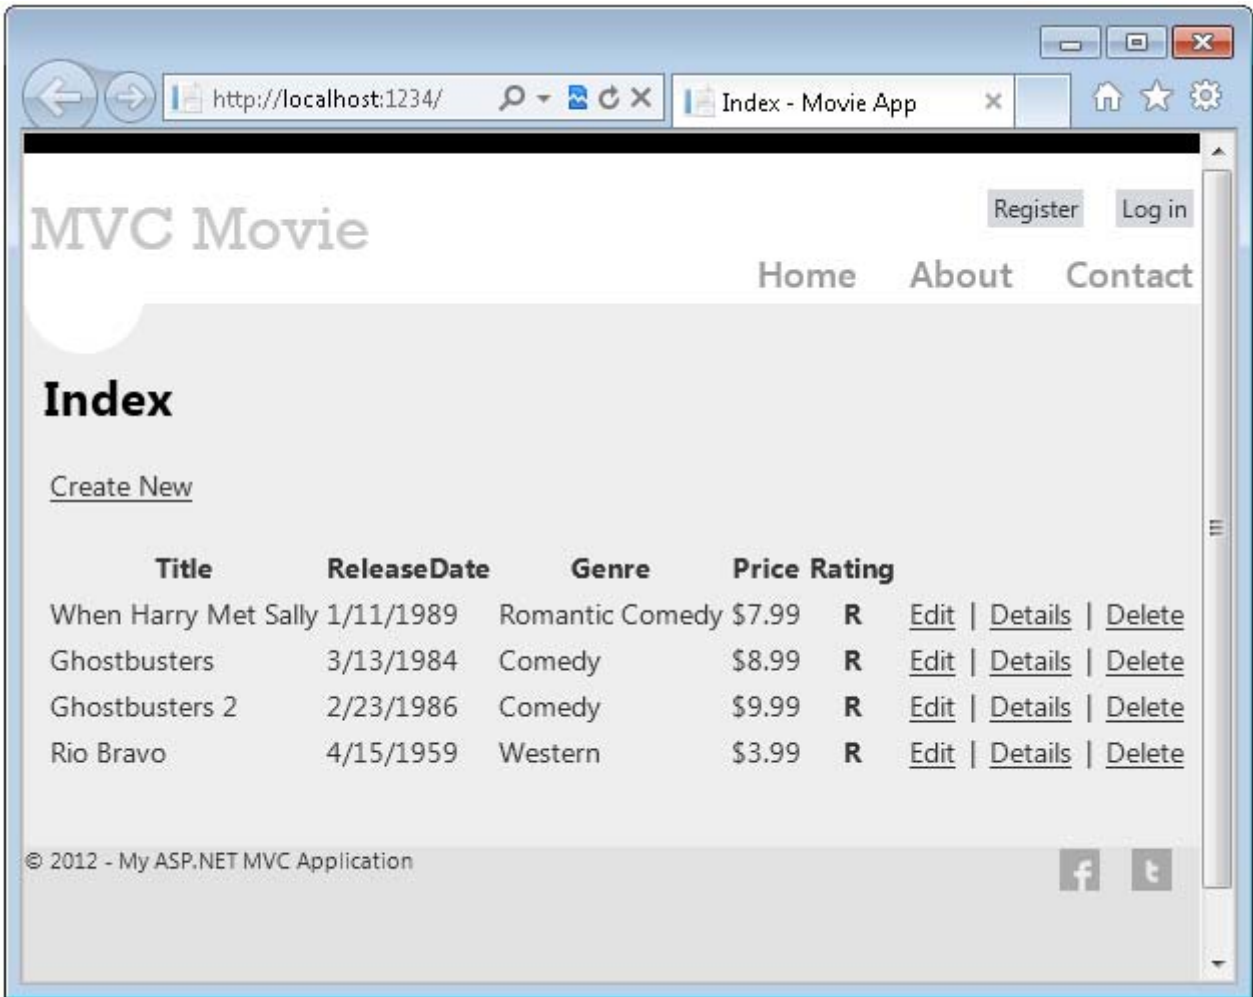 http://localhost:1234/
Index - Movie App
MVC Movie
Register Log in
Home About Contact
Index
Create New
Title ReleaseDate Genre Price Rating
When Harry Met Sally 1/11/1989 Romantic Comedy $7.99 R Edit | Details | Delete
Ghostbusters 3/13/1984 Comedy $8.99 R Edit | Details | Delete
Ghostbusters 2 2/23/1986 Comedy $9.99 R Edit | Details | Delete
Rio Bravo 4/15/1959 Western $3.99 R Edit | Details | Delete
© 2012 - My ASP.NET MVC Application